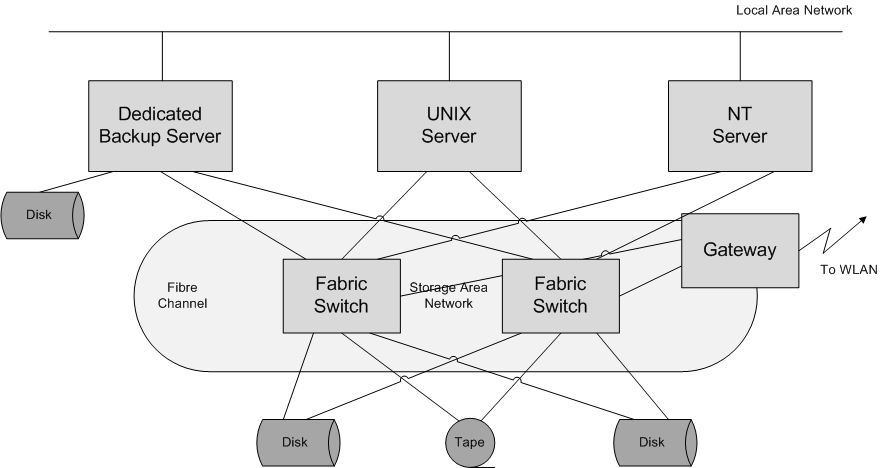 Local Area Network
Dedicated
Backup Server
UNIX
Server
NT
Server
Disk
Gateway
To WLAN
Fibre
Channel
Fabric
Switch
Storage Area
Network
Fabric
Switch
Disk
Tape
Disk